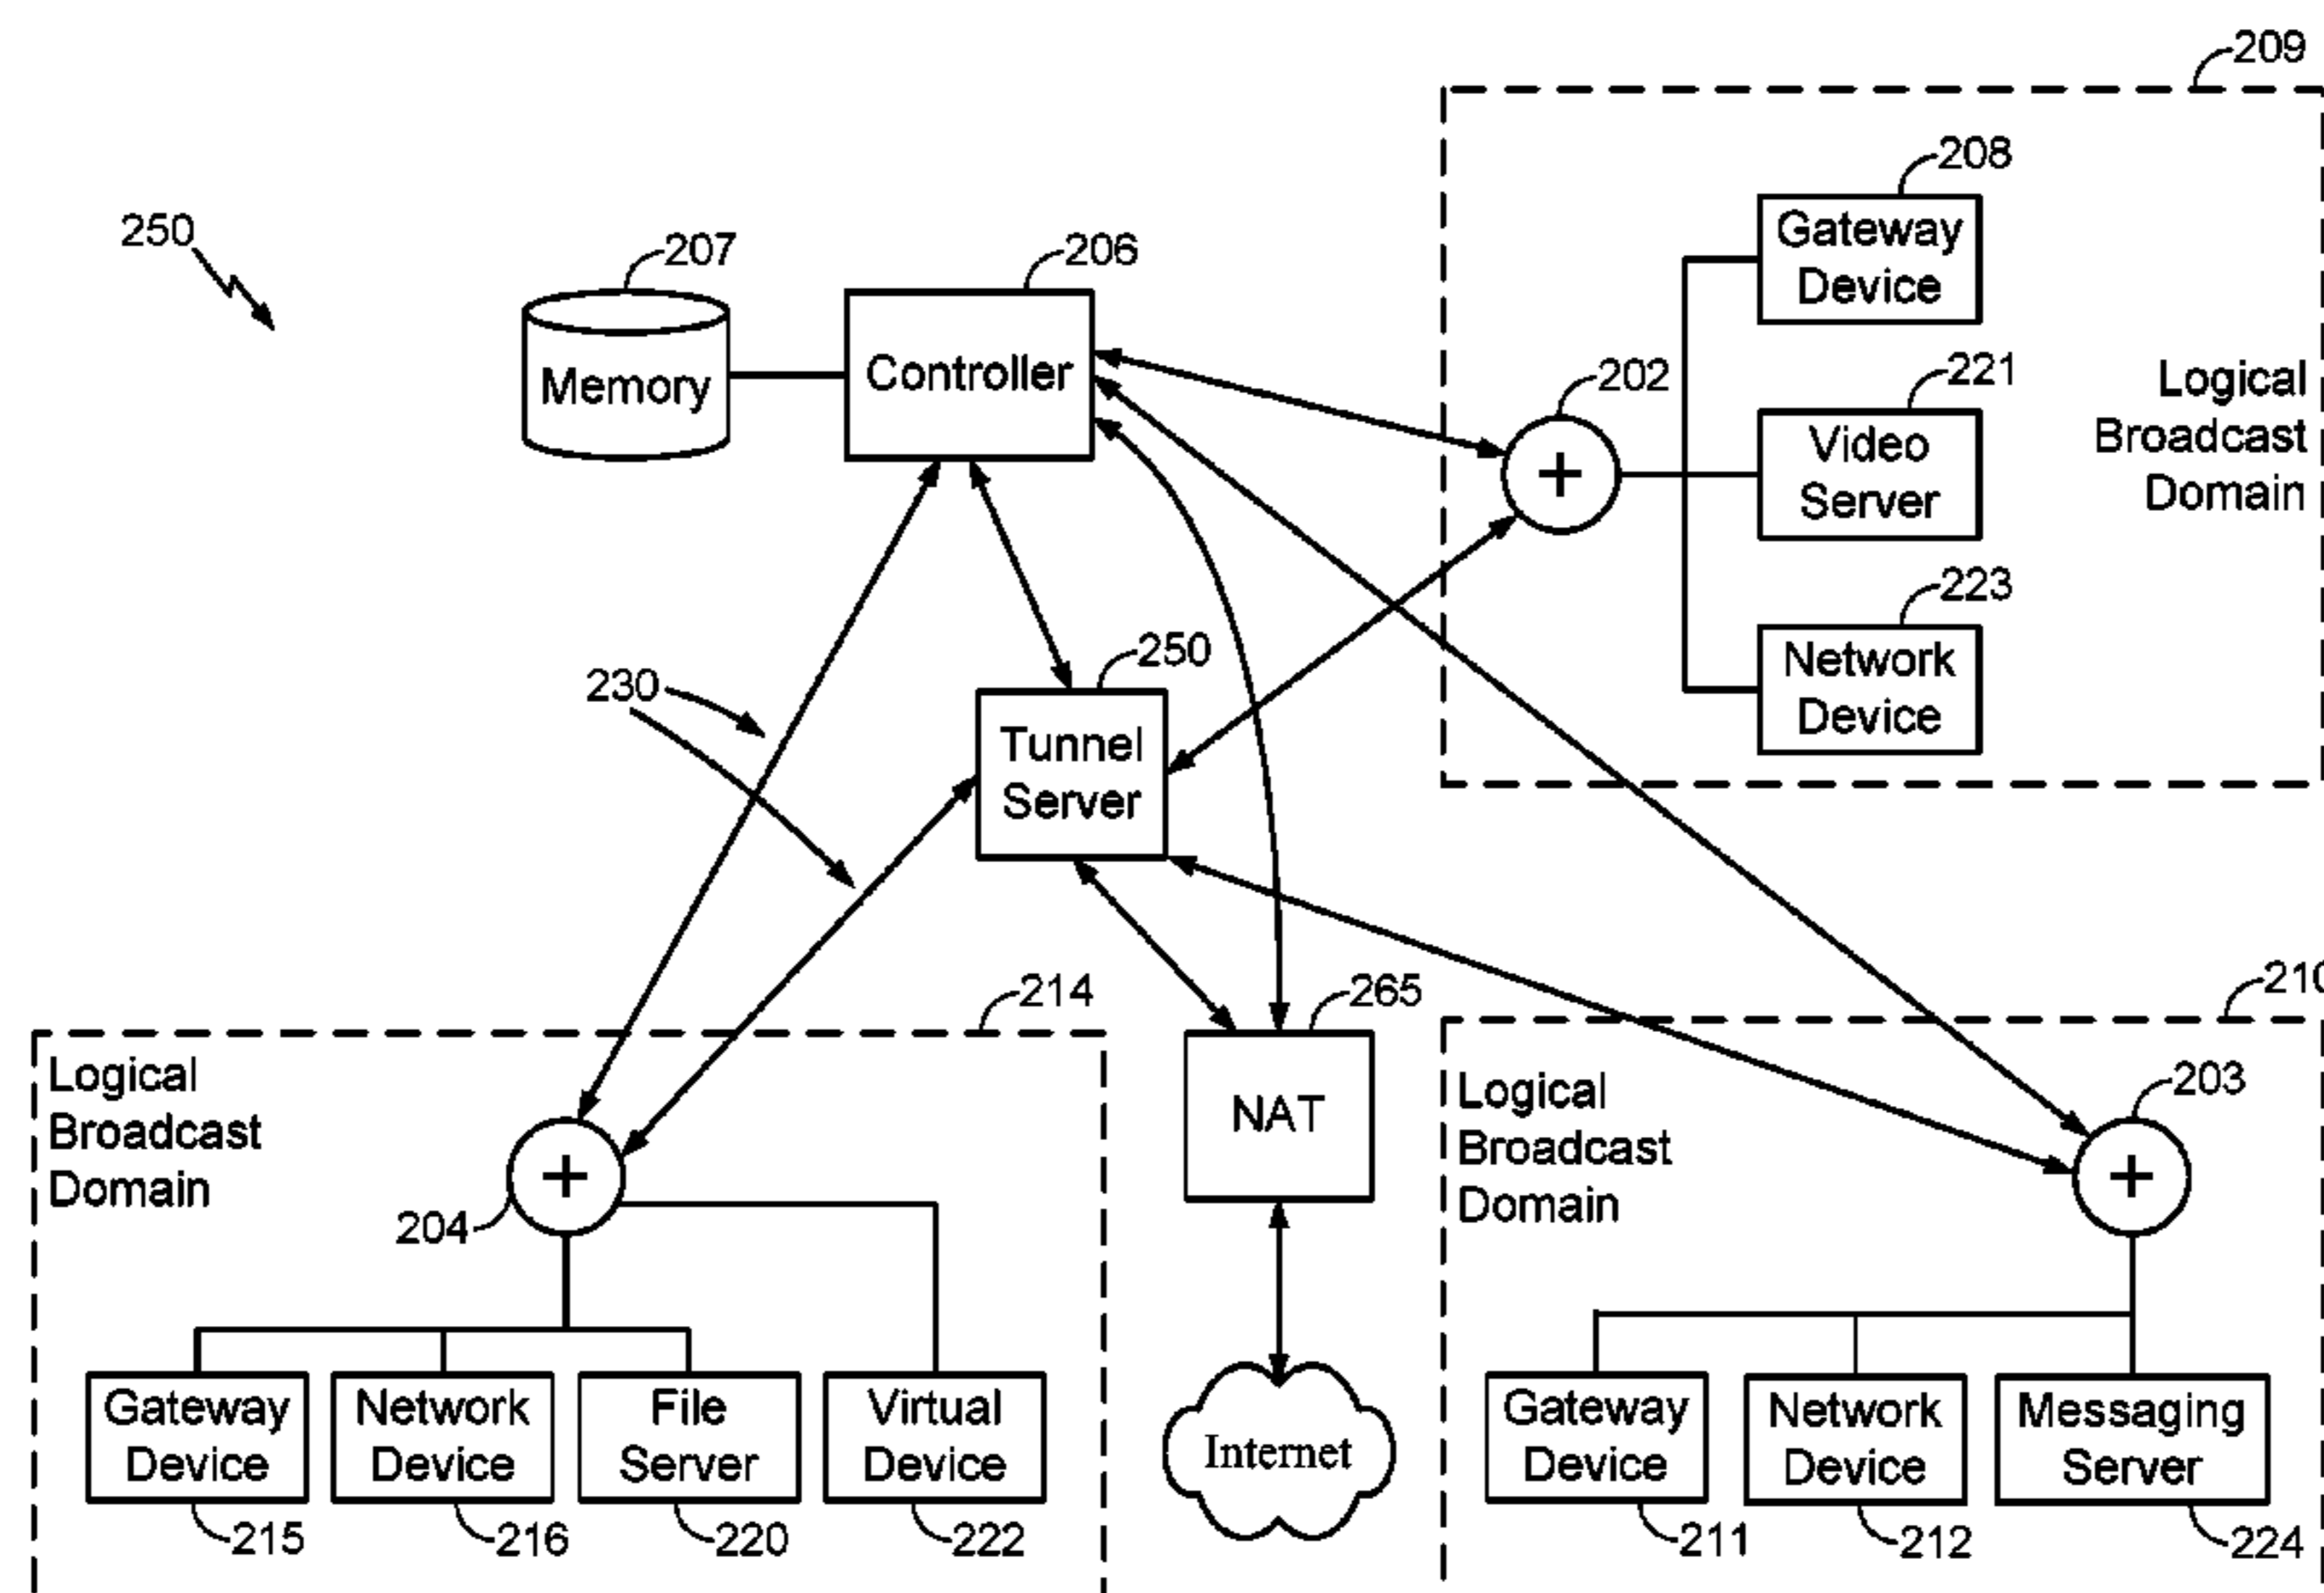 209
208
Gateway
Device
250
207
206
Memory
Controller
202
221
Video
Server
Logical
Broadcast
Domain
+
223
Network
Device
230
250
Tunnel
Server
214
265
210
Logical
Broadcast
Domain
NAT
Logical
Broadcast
Domain
203
+
204
+
Gateway
Device
Network
Device
File
Server
Virtual
Device
Internet
Gateway
Device
Network
Device
Messaging
Server
215
216
220
222
211
212
224